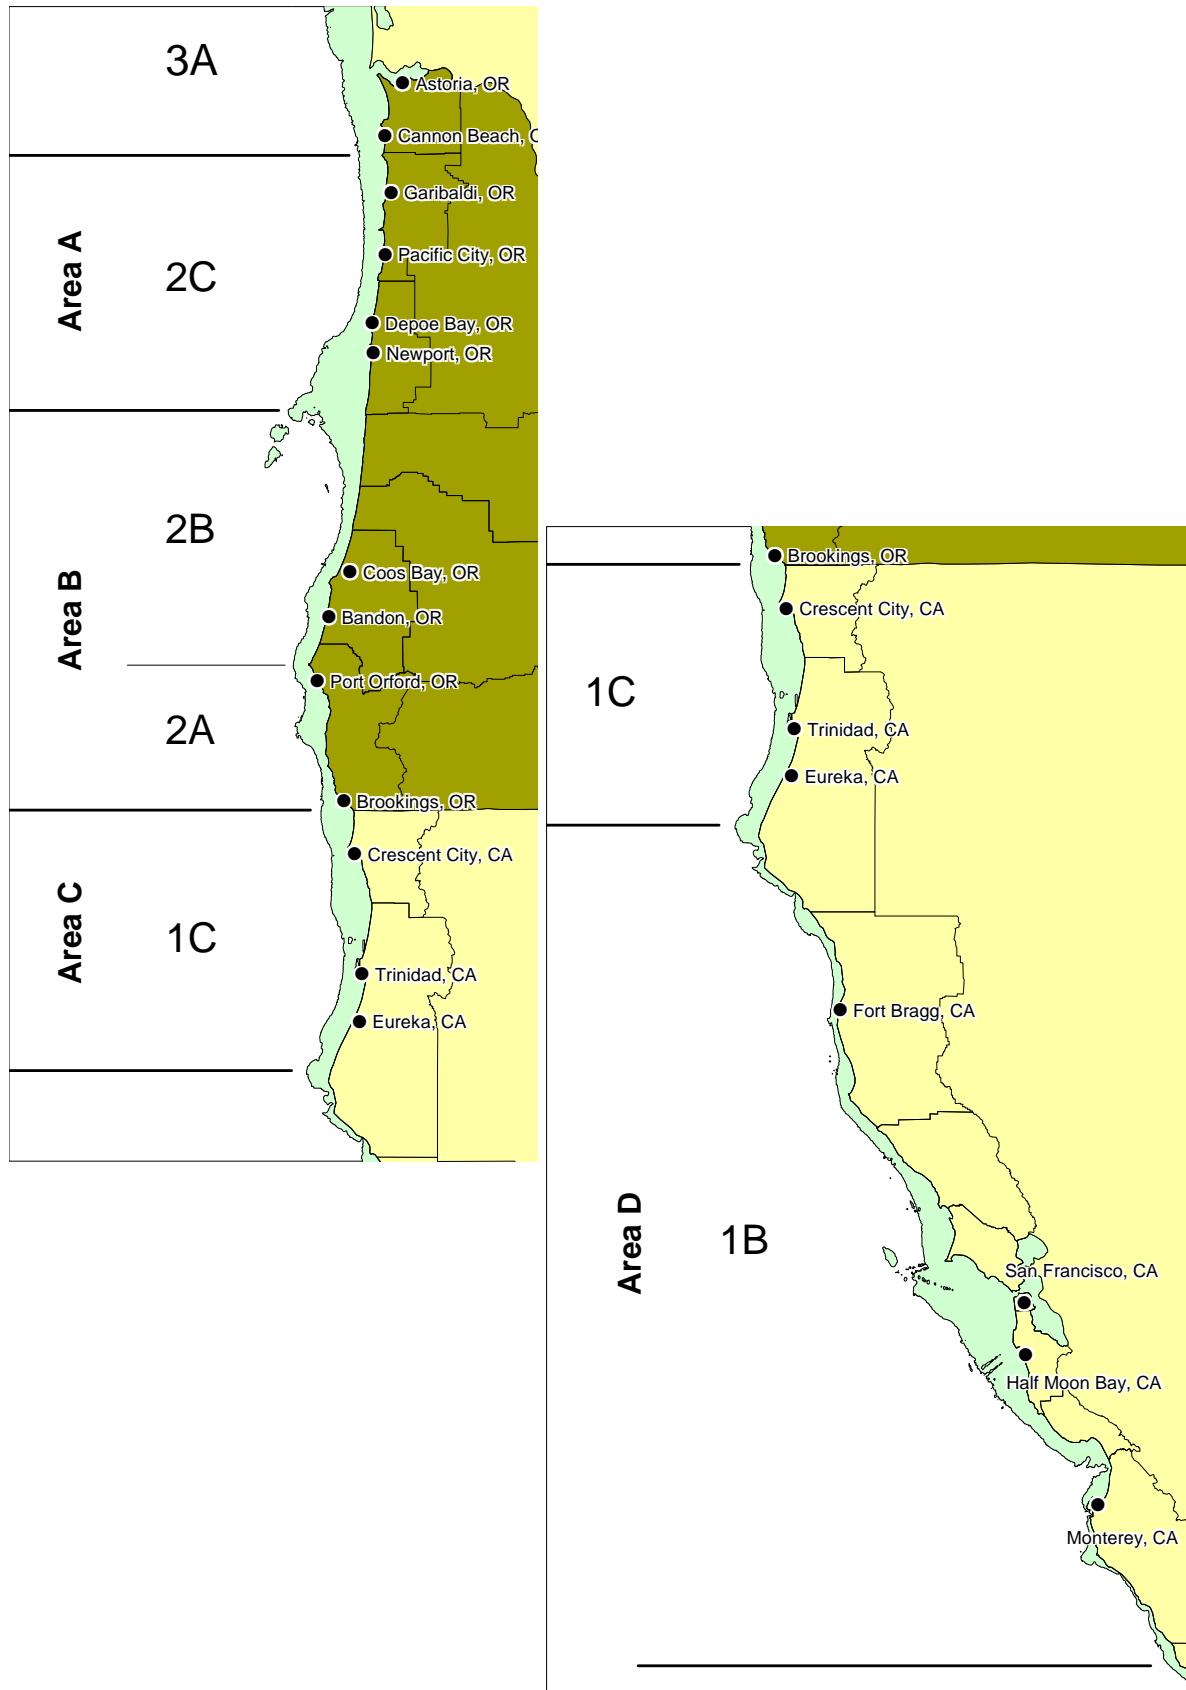 3A
Astoria, OR
Cannon Beach, O
Garibaldi, OR
Area A
2C
Pacific City, OR
Depoe Bay, OR
Newport, OR
2B
Coos Bay, OR
Area B
Bandon, OR
Port Orford, OR
2A
Brookings, OR
Crescent City, CA
Area C
1C
Trinidad, CA
Eureka, CA
Brookings, OR
Crescent City, CA
1C
Trinidad, CA
Eureka, CA
Fort Bragg, CA
Area D
1B
San Francisco, CA
Half Moon Bay, CA
Monterey, CA